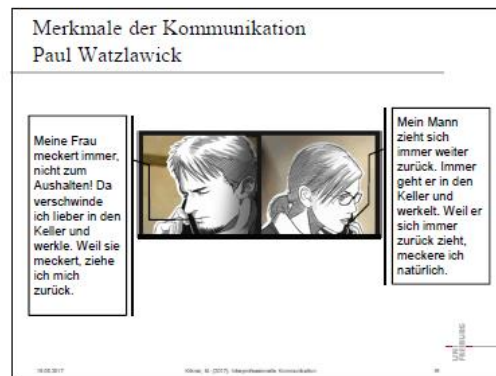 Merkmale der Kommunikation
Paul Watzlawick
Meine Frau
meckert immer,
nicht zum
Aushalten! Da
verschwinde
ich lieber in den
Keller und
werkle. Weil sie
meckert, ziehe
ich mich
zurück.
Mein Mann
zieht sich
immer weiter
zurück. Immer
geht er in den
Keller und
werkelt. Weil er
sich immer
zurück zieht,
meckere ich
natürlich.
UNI
FREIBURG